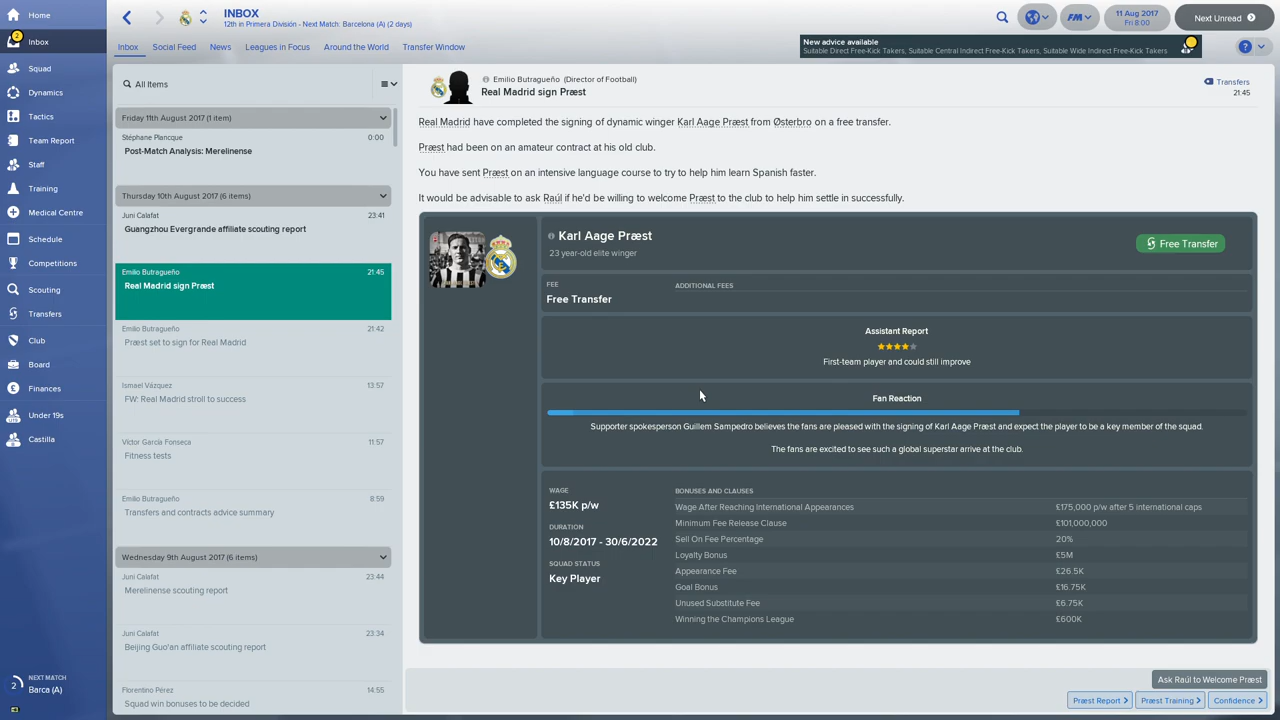 Home
2
Inbox
Squad
Dynamics
Tactics
Team Report
Staff
Training
Medical Centre
Schedule
Competitions
Scouting
Transfers
Club
Board
Finances
Under 19s
Castilla
NEXT MATCH
2
Barca (A)
INBOX
12th in Primera División - Next Match: Barcelona (A) (2 days)
FM
11 Aug 2017
Fri 8:00
Next Unread
Inbox
Social Feed
News
Leagues in Focus
Around the World
Transfer Window
New advice available
Suitable Direct Free-Kick Takers, Suitable Central Indirect Free-Kick Takers, Suitable Wide Indirect Free-Kick Takers
?
All Items
Friday 11th August 2017 (1 item)
Stéphane Plancque 0:00
Post-Match Analysis: Merelinense
Thursday 10th August 2017 (6 items)
Juni Calafat 23:41
Guangzhou Evergrande affiliate scouting report
Emilio Butragueño 21:45
Real Madrid sign Præst
Emilio Butragueño 21:42
Præst set to sign for Real Madrid
Ismael Vázquez 13:57
FW: Real Madrid stroll to success
Víctor García Fonseca 11:57
Fitness tests
Emilio Butragueño 8:59
Transfers and contracts advice summary
Wednesday 9th August 2017 (6 items)
Juni Calafat 23:44
Merelinense scouting report
Juni Calafat 23:34
Beijing Guo'an affiliate scouting report
Florentino Pérez 14:55
Squad win bonuses to be decided
Emilio Butragueño (Director of Football)
Real Madrid sign Præst
Transfers
21:45
Real Madrid have completed the signing of dynamic winger Karl Aage Præst from Østerbro on a free transfer.
Præst had been on an amateur contract at his old club.
You have sent Præst on an intensive language course to try to help him learn Spanish faster.
It would be advisable to ask Raúl if he'd be willing to welcome Præst to the club to help him settle in successfully.
Karl Aage Præst
23 year-old elite winger
Free Transfer
FEE
Free Transfer
ADDITIONAL FEES
Assistant Report
First-team player and could still improve
Fan Reaction
Supporter spokesperson Guillem Sampedro believes the fans are pleased with the signing of Karl Aage Præst and expect the player to be a key member of the squad.
The fans are excited to see such a global superstar arrive at the club.
WAGE
£135K p/w
DURATION
10/8/2017 - 30/6/2022
SQUAD STATUS
Key Player
BONUSES AND CLAUSES
Wage After Reaching International Appearances £175,000 p/w after 5 international caps
Minimum Fee Release Clause £101,000,000
Sell On Fee Percentage 20%
Loyalty Bonus £5M
Appearance Fee £26.5K
Goal Bonus £16.75K
Unused Substitute Fee £6.75K
Winning the Champions League £600K
Ask Raúl to Welcome Præst
Præst Report
Præst Training
Confidence